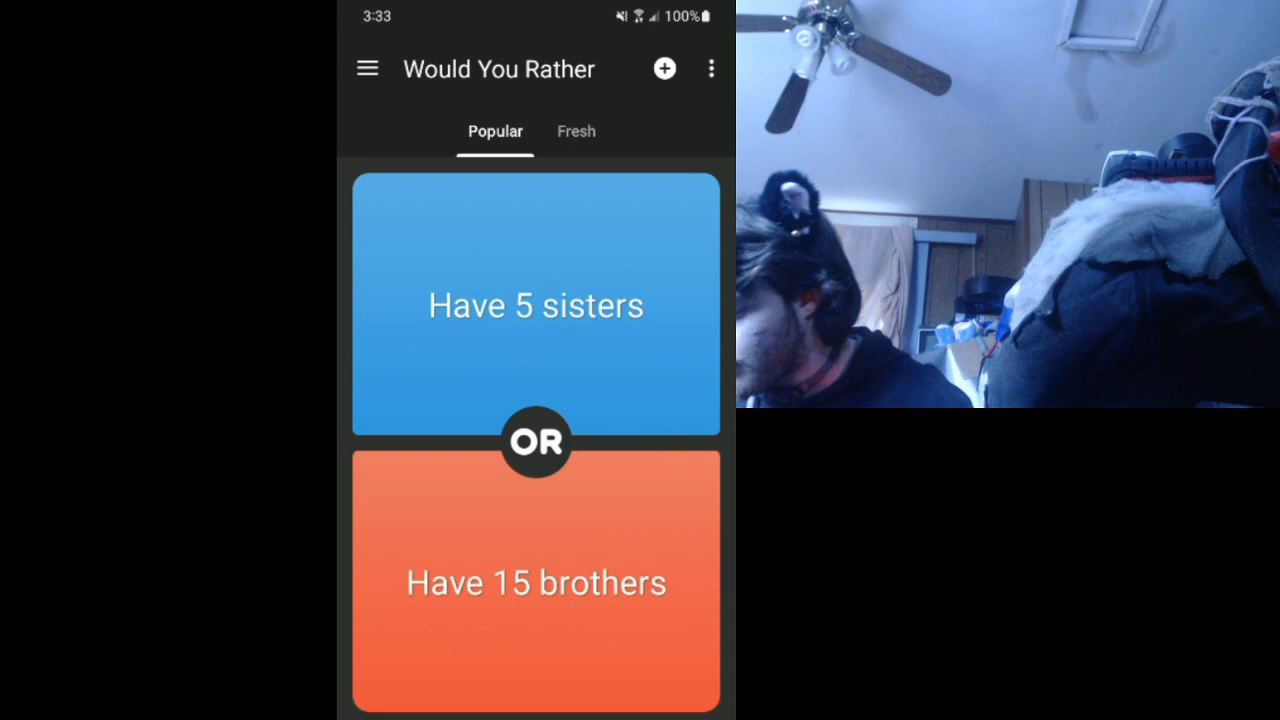 3:33
100%
Would You Rather
Popular Fresh
Have 5 sisters
OR
Have 15 brothers